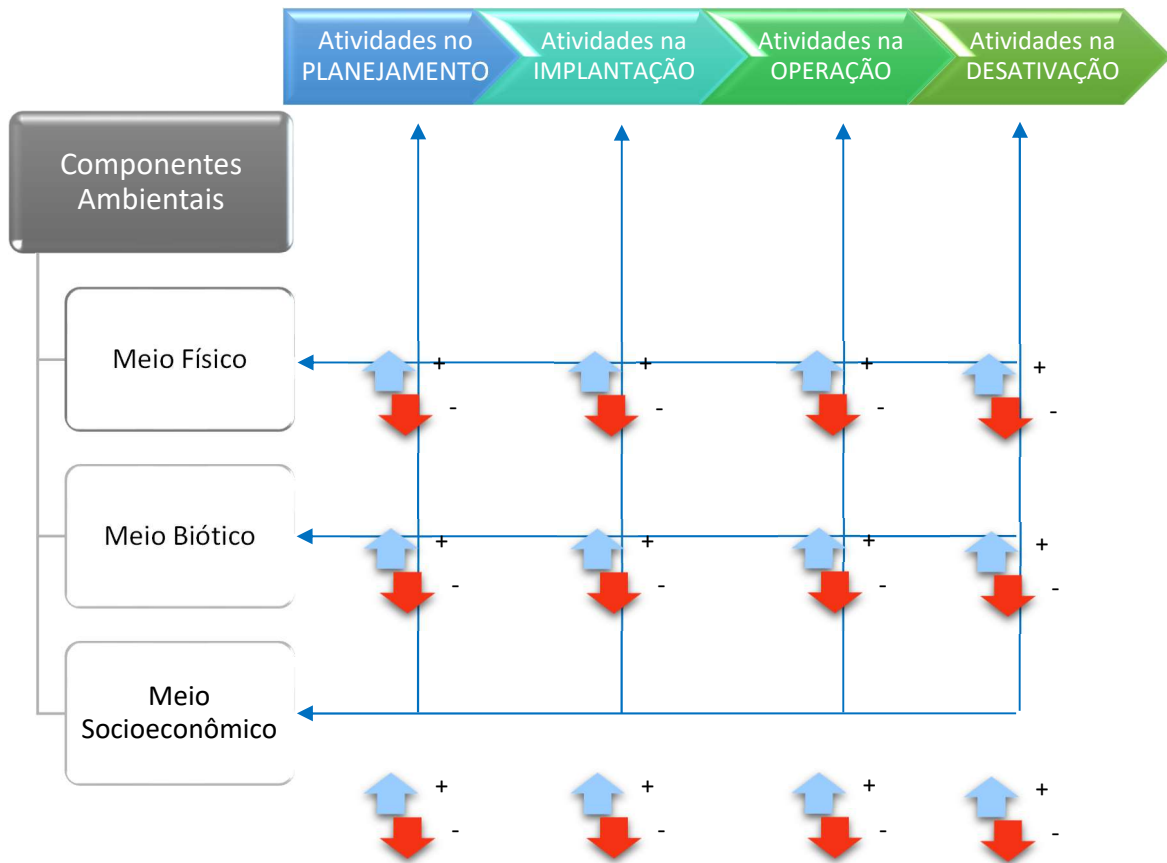 Atividades no
PLANEJAMENTO
Atividades na
IMPLANTAÇÃO
Atividades na
OPERAÇÃO
Atividades na
DESATIVAÇÃO
Componentes
Ambientais
Meio Físico
+
+
+
+
-
-
-
-
Meio Biótico
+
+
+
+
-
-
-
-
Meio
Socioeconômico
+
+
+
+
-
-
-
-